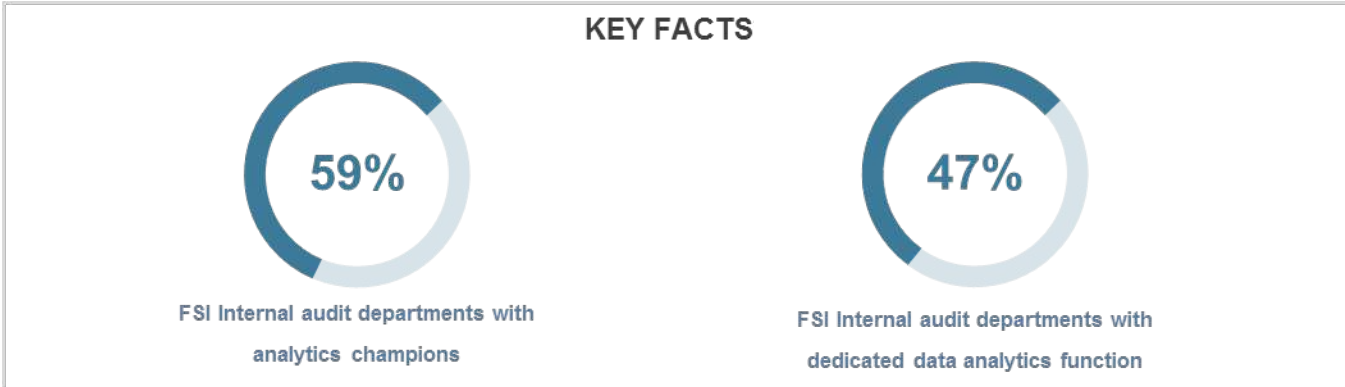 KEY FACTS
59%
FSI Internal audit departments with
analytics champions
47%
FSI Internal audit departments with
dedicated data analytics function